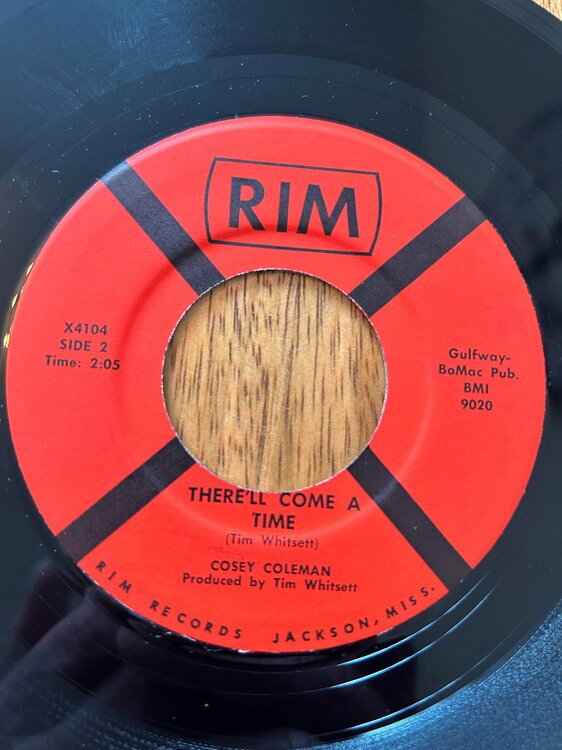 RIM
X4104
SIDE 2
Time: 2:05
Gulfway-
BoMac Pub.
BMI
9020
THERE'LL COME A
TIME
(Tim Whitsett)
COSEY COLEMAN
Produced by Tim Whitsett
RIM RECORDS JACKSON, MISS.